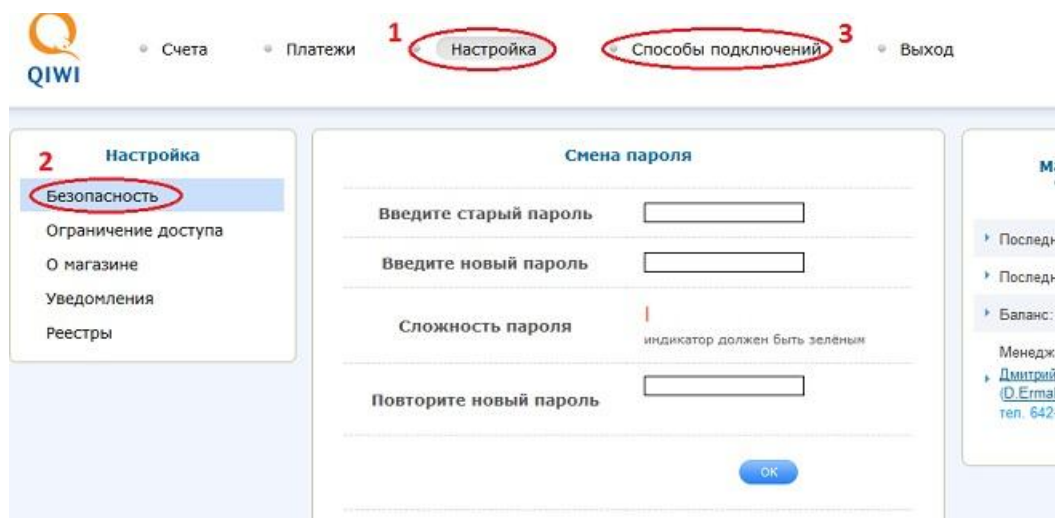 QIWI
Счета Платежи 1 Настройка Способы подключений 3 Выход
2 Настройка
Безопасность
Ограничение доступа
О магазине
Уведомления
Реестры
Смена пароля
Введите старый пароль
Введите новый пароль
Сложность пароля
индикатор должен быть зелёным
Повторите новый пароль
ОК
Ма
Последн
Последн
Баланс:
Менедж
Дмитрий
(D.Ermal
тел. 642-